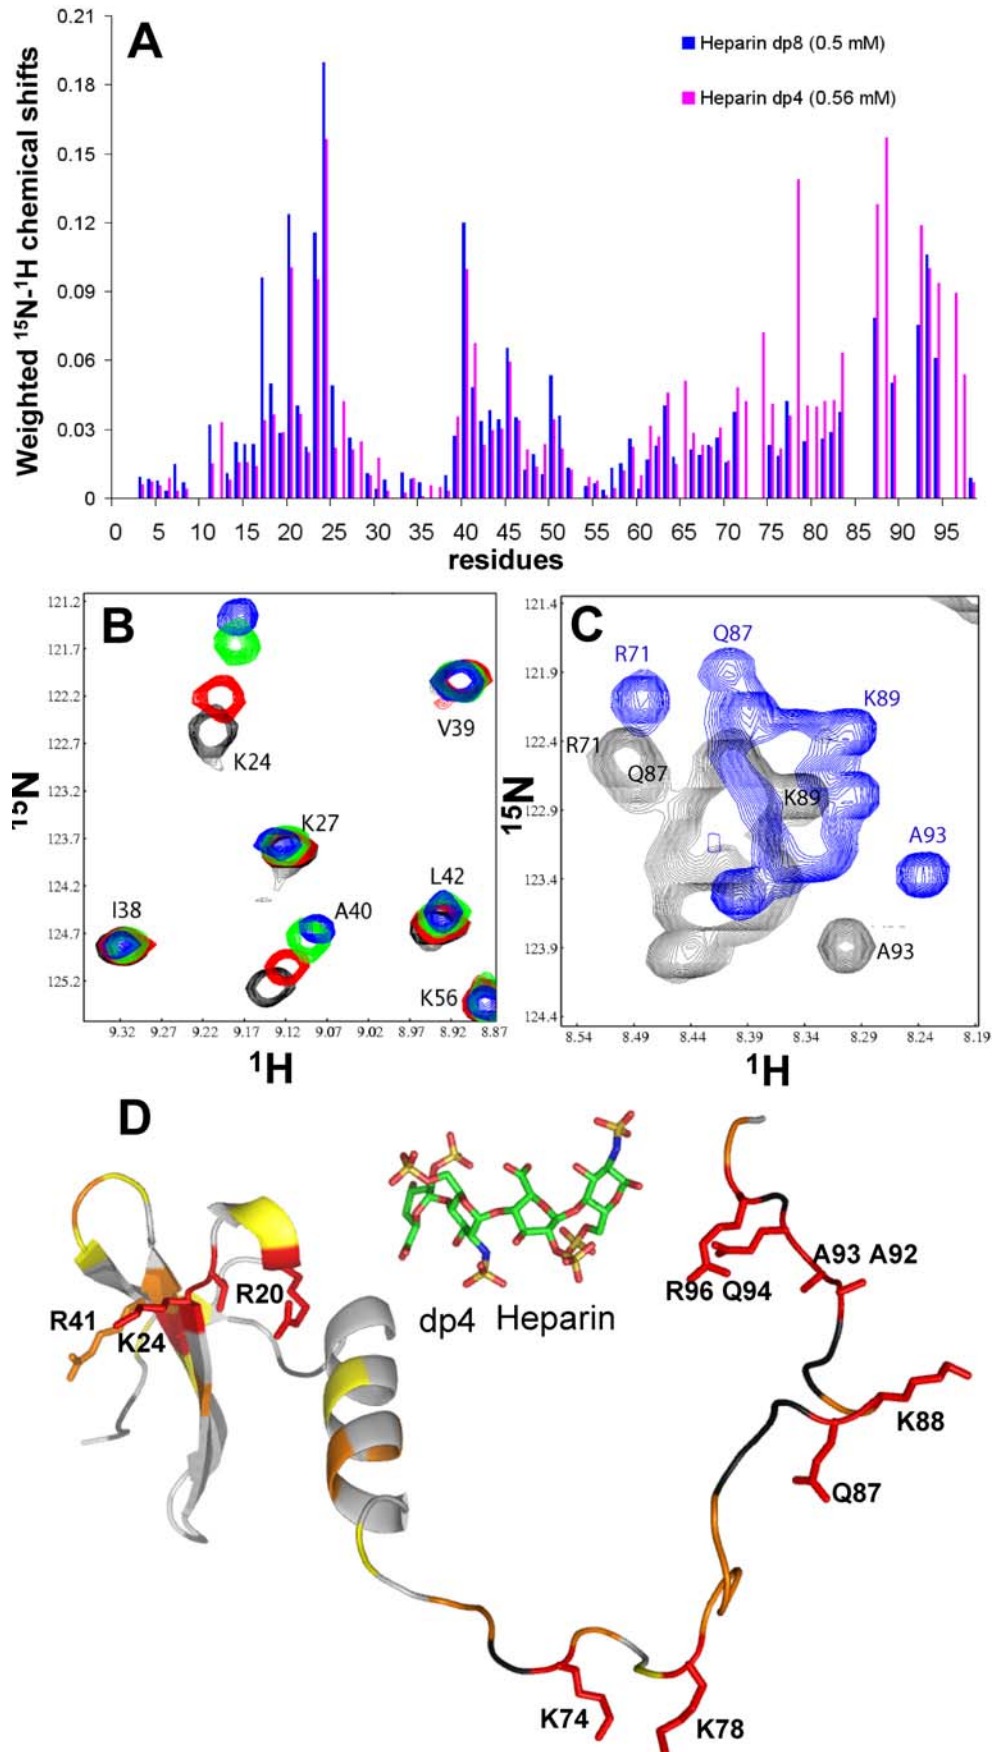 A
Heparin dp8 (0.5 mM)
Heparin dp4 (0.56 mM)
Weighted ¹⁵N-¹H chemical shifts
0.21
0.18
0.15
0.12
0.09
0.06
0.03
0
0 5 10 15 20 25 30 35 40 45 50 55 60 65 70 75 80 85 90 95
residues
B
¹⁵N
121.2
121.7
122.2
122.7
123.2
123.7
124.2
124.7
125.2
K24
V39
K27
L42
A40
I38
K56
9.32 9.27 9.22 9.17 9.12 9.07 9.02 8.97 8.92 8.87
¹H
C
¹⁵N
121.4
121.9
122.4
122.9
123.4
123.9
124.4
Q87
R71
K89
R71
Q87
K89
A93
A93
8.54 8.49 8.44 8.39 8.34 8.29 8.24 8.19
¹H
D
R41
K24
R20
dp4 Heparin
A93 A92
R96 Q94
K88
Q87
K74
K78